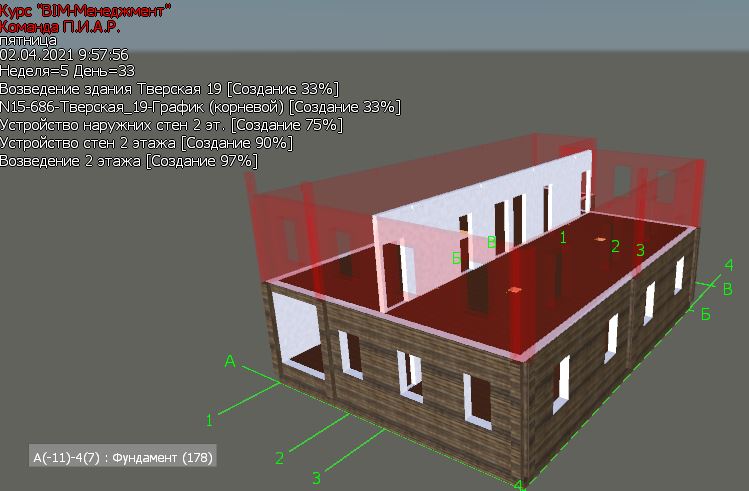 Курс "BIM-Менеджмент"
Команда П.И.А.Р.
пятница
02.04.2021 9:57:56
Неделя=5 День=33
Возведение здания Тверская 19 [Создание 33%]
N15-686-Тверская_19-График (корневой) [Создание 33%]
Устройство наружних стен 2 эт. [Создание 75%]
Устройство стен 2 этажа [Создание 90%]
Возведение 2 этажа [Создание 97%]
В
Б
1
2
3
4
В
Б
А
1
2
3
4
А(-11)-4(7) : Фундамент (178)